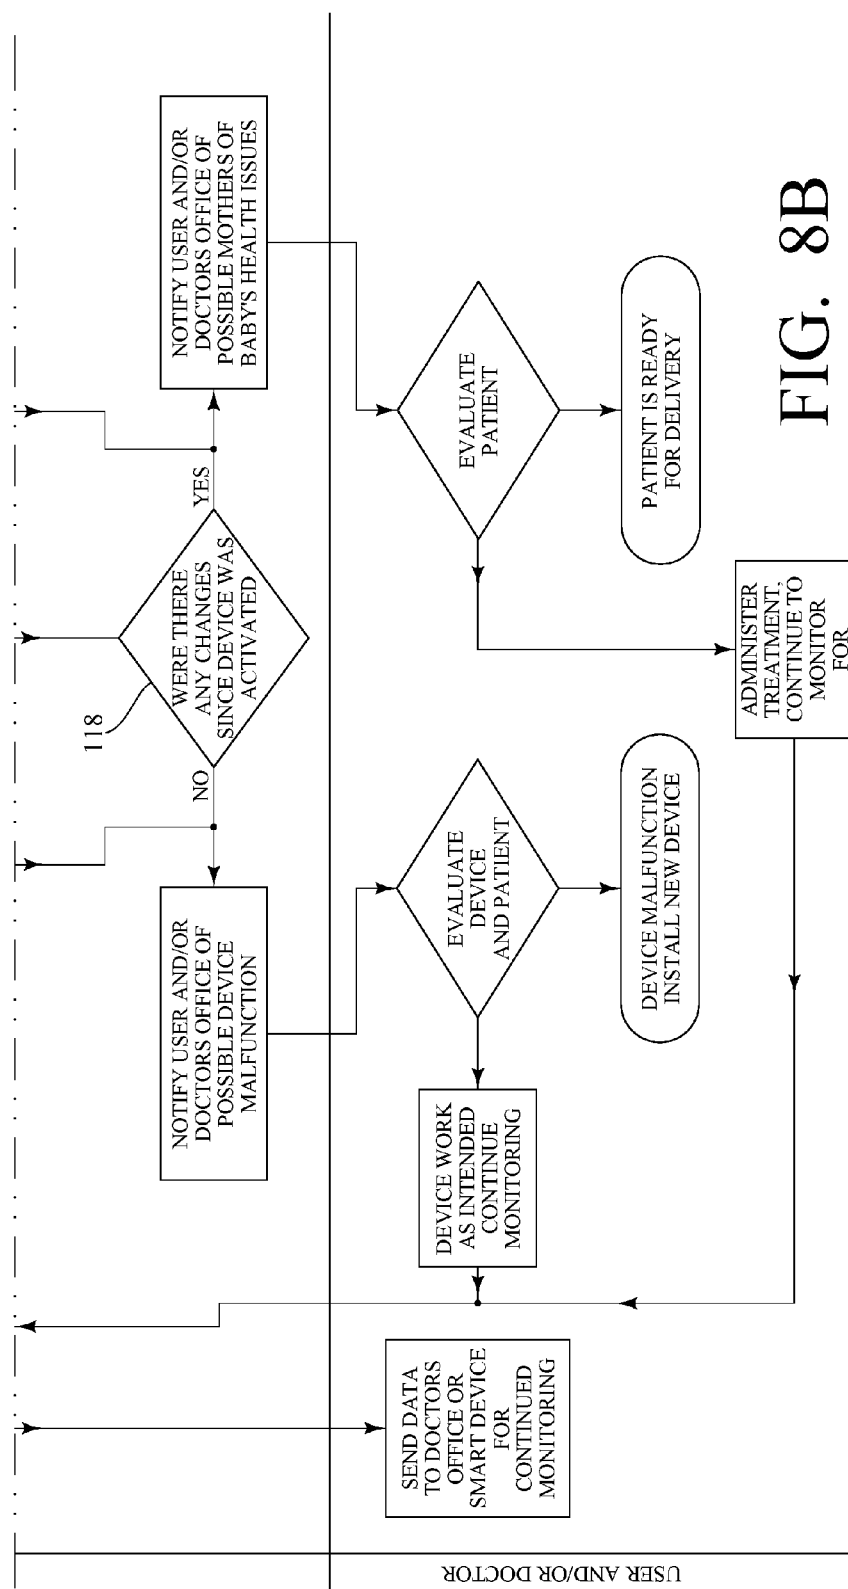 WERE THERE
ANY CHANGES
SINCE DEVICE WAS
ACTIVATED
118
NO
YES
NOTIFY USER AND/OR
DOCTORS OFFICE OF
POSSIBLE DEVICE
MALFUNCTION
NOTIFY USER AND/OR
DOCTORS OFFICE OF
POSSIBLE MOTHERS OF
BABY'S HEALTH ISSUES
USER AND/OR DOCTOR
SEND DATA
TO DOCTORS
OFFICE OR
SMART DEVICE
FOR
CONTINUED
MONITORING
DEVICE WORK
AS INTENDED
CONTINUE
MONITORING
EVALUATE
DEVICE
AND PATIENT
EVALUATE
PATIENT
DEVICE MALFUNCTION
INSTALL NEW DEVICE
PATIENT IS READY
FOR DELIVERY
ADMINISTER
TREATMENT,
CONTINUE TO
MONITOR
FOR
FIG. 8B